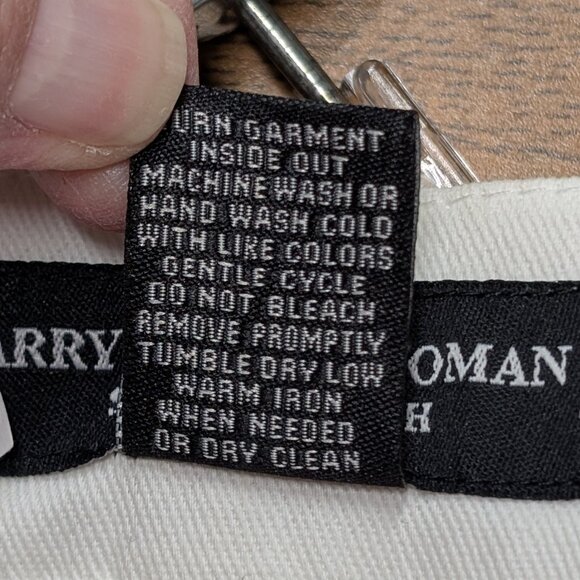 URN GARMENT
INSIDE OUT
MACHINE WASH OR
HAND WASH COLD
WITH LIKE COLORS
GENTLE CYCLE
DO NOT BLEACH
REMOVE PROMPTLY
TUMBLE DRY LOW
WARM IRON
WHEN NEEDED
OR DRY CLEAN
ARRY OMAN
H